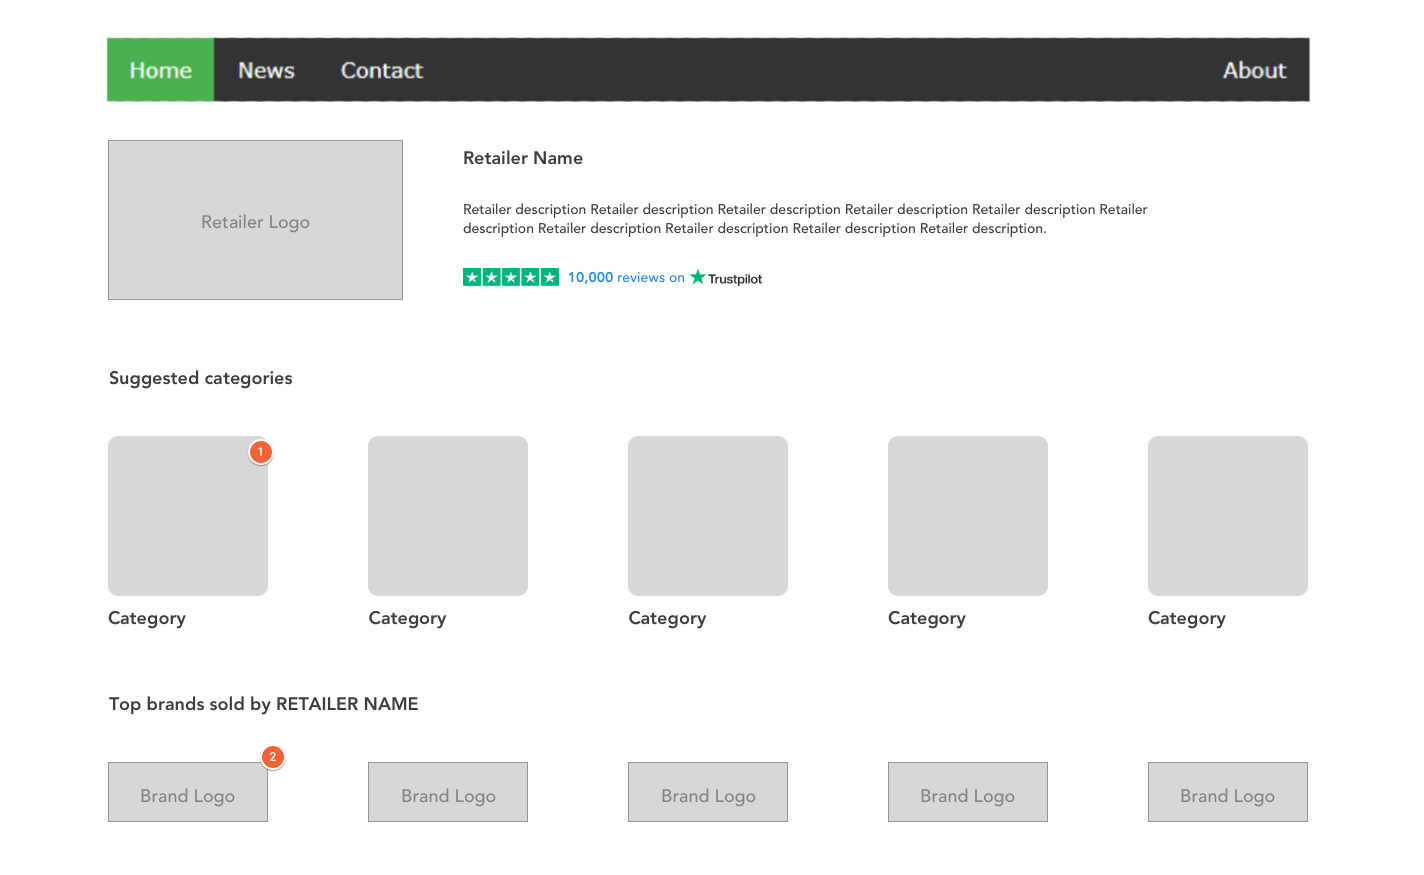 Home News Contact About
Retailer Logo
Retailer Name
Retailer description Retailer description Retailer description Retailer description Retailer description Retailer
description Retailer description Retailer description Retailer description Retailer description.
10,000 reviews on Trustpilot
Suggested categories
1
Category Category Category Category Category
Top brands sold by RETAILER NAME
2
Brand Logo Brand Logo Brand Logo Brand Logo Brand Logo